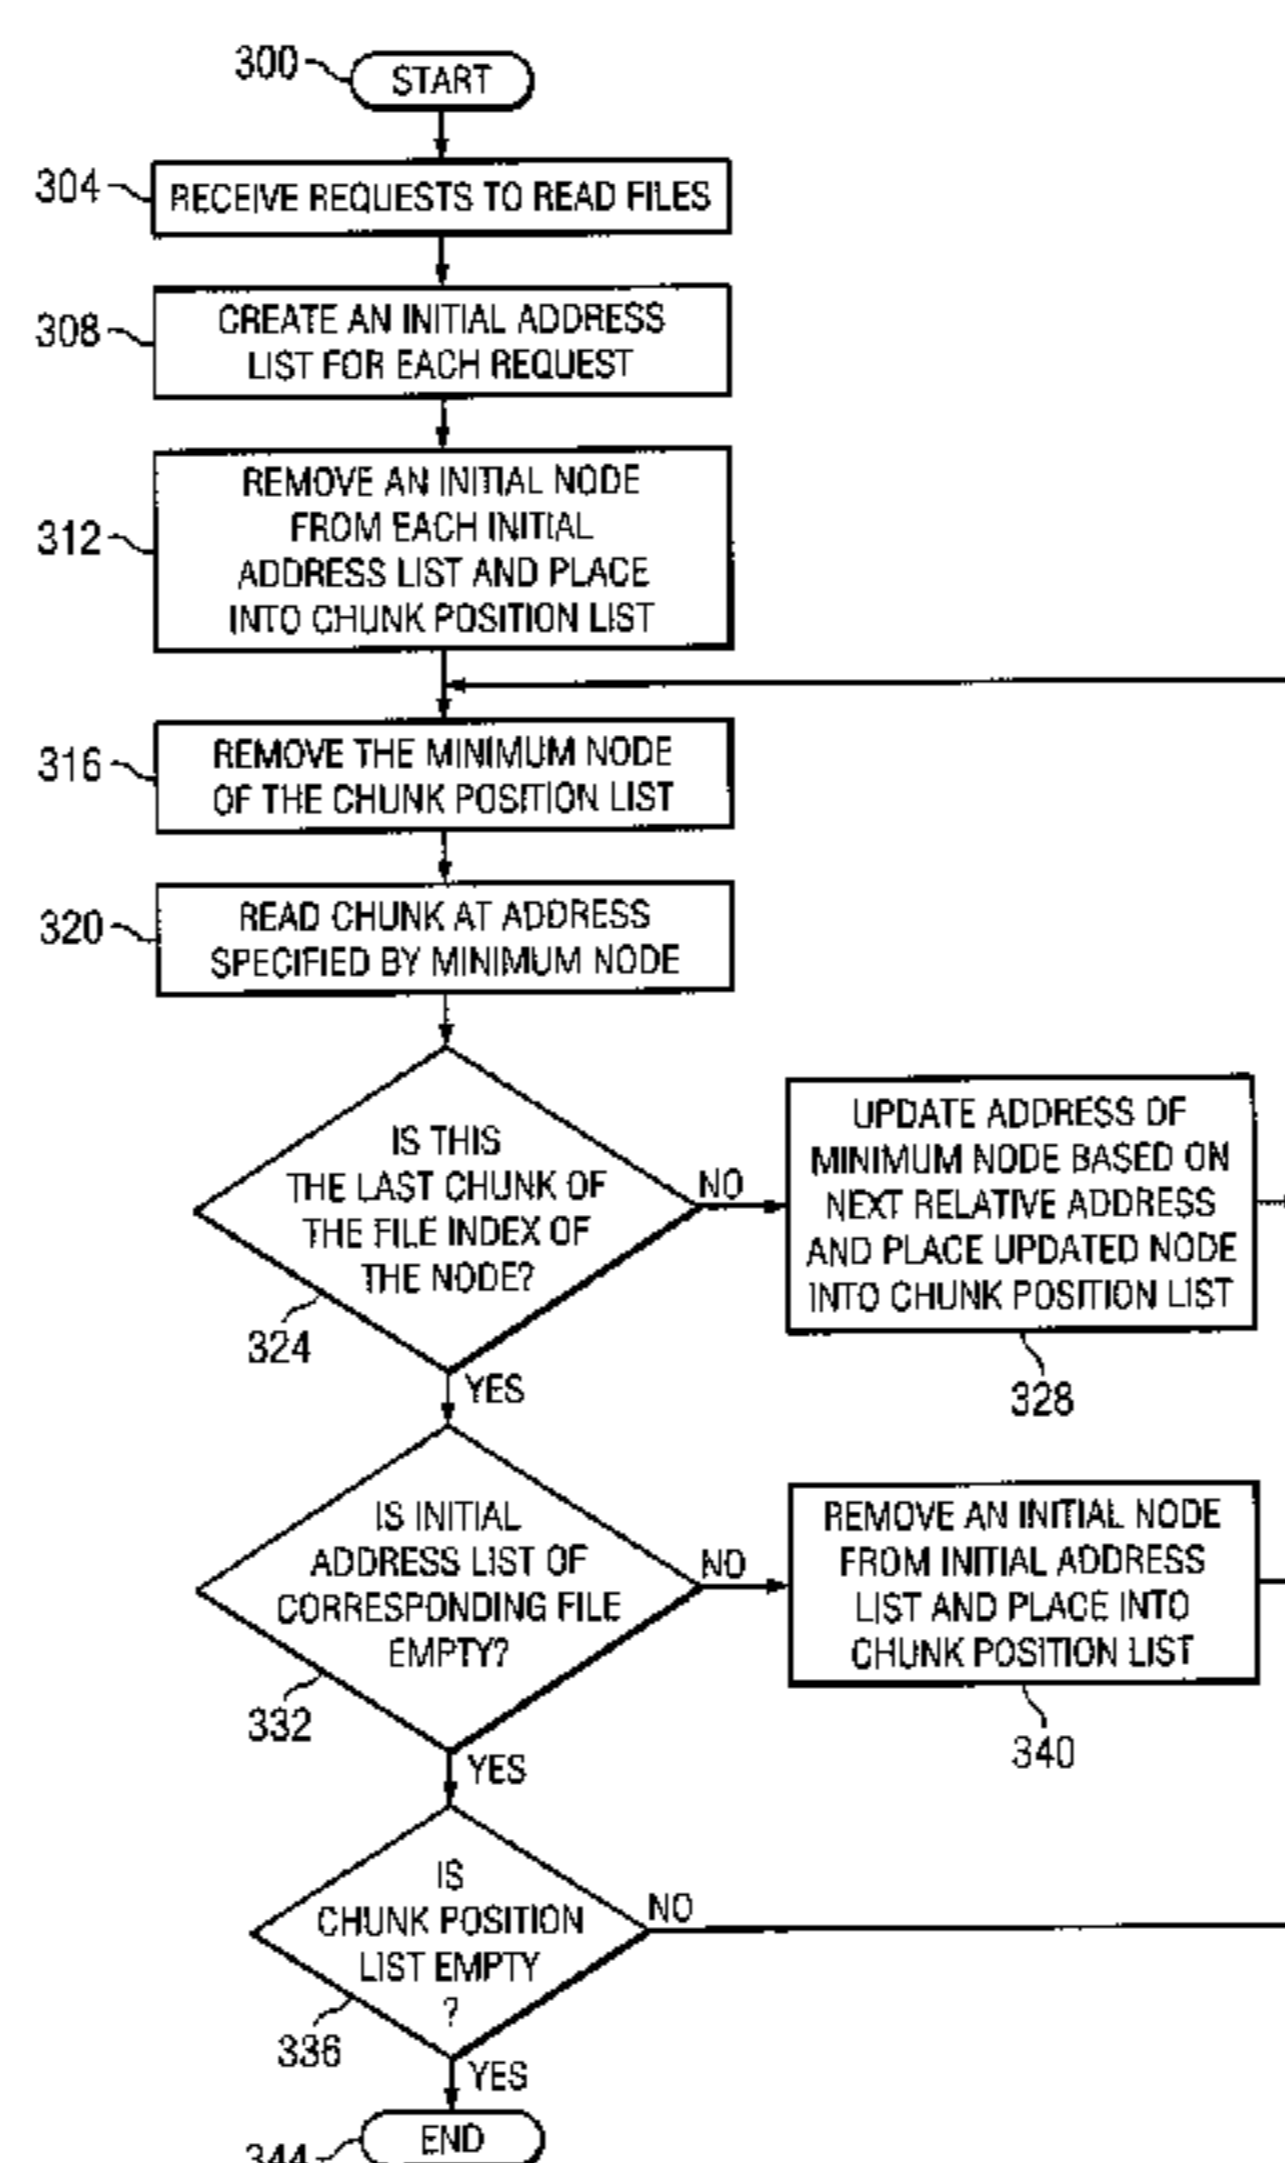 300
START
304
RECEIVE REQUESTS TO READ FILES
308
CREATE AN INITIAL ADDRESS
LIST FOR EACH REQUEST
312
REMOVE AN INITIAL NODE
FROM EACH INITIAL
ADDRESS LIST AND PLACE
INTO CHUNK POSITION LIST
316
REMOVE THE MINIMUM NODE
OF THE CHUNK POSITION LIST
320
READ CHUNK AT ADDRESS
SPECIFIED BY MINIMUM NODE
IS THIS
THE LAST CHUNK OF
THE FILE INDEX OF
THE NODE?
324
NO
UPDATE ADDRESS OF
MINIMUM NODE BASED ON
NEXT RELATIVE ADDRESS
AND PLACE UPDATED NODE
INTO CHUNK POSITION LIST
328
YES
IS INITIAL
ADDRESS LIST OF
CORRESPONDING FILE
EMPTY?
332
NO
REMOVE AN INITIAL NODE
FROM INITIAL ADDRESS
LIST AND PLACE INTO
CHUNK POSITION LIST
340
YES
IS
CHUNK POSITION
LIST EMPTY
?
336
NO
YES
END
344